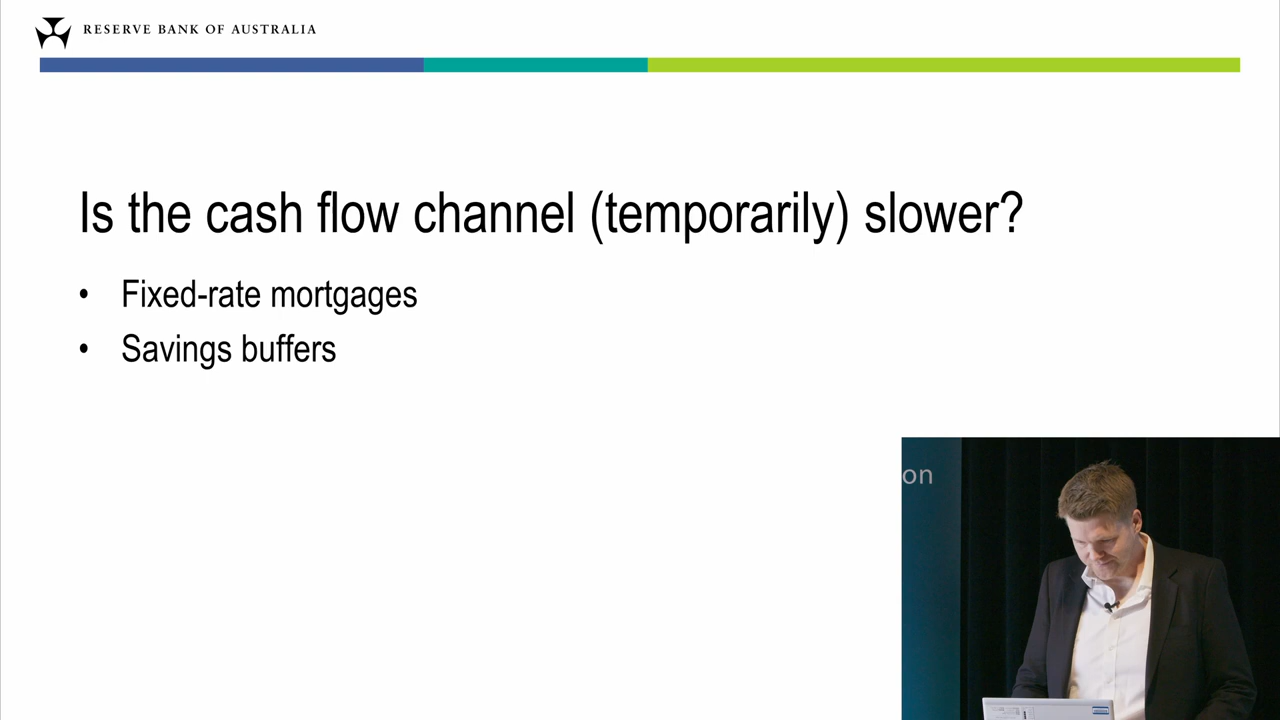 RESERVE BANK OF AUSTRALIA
Is the cash flow channel (temporarily) slower?
• Fixed-rate mortgages
• Savings buffers
on